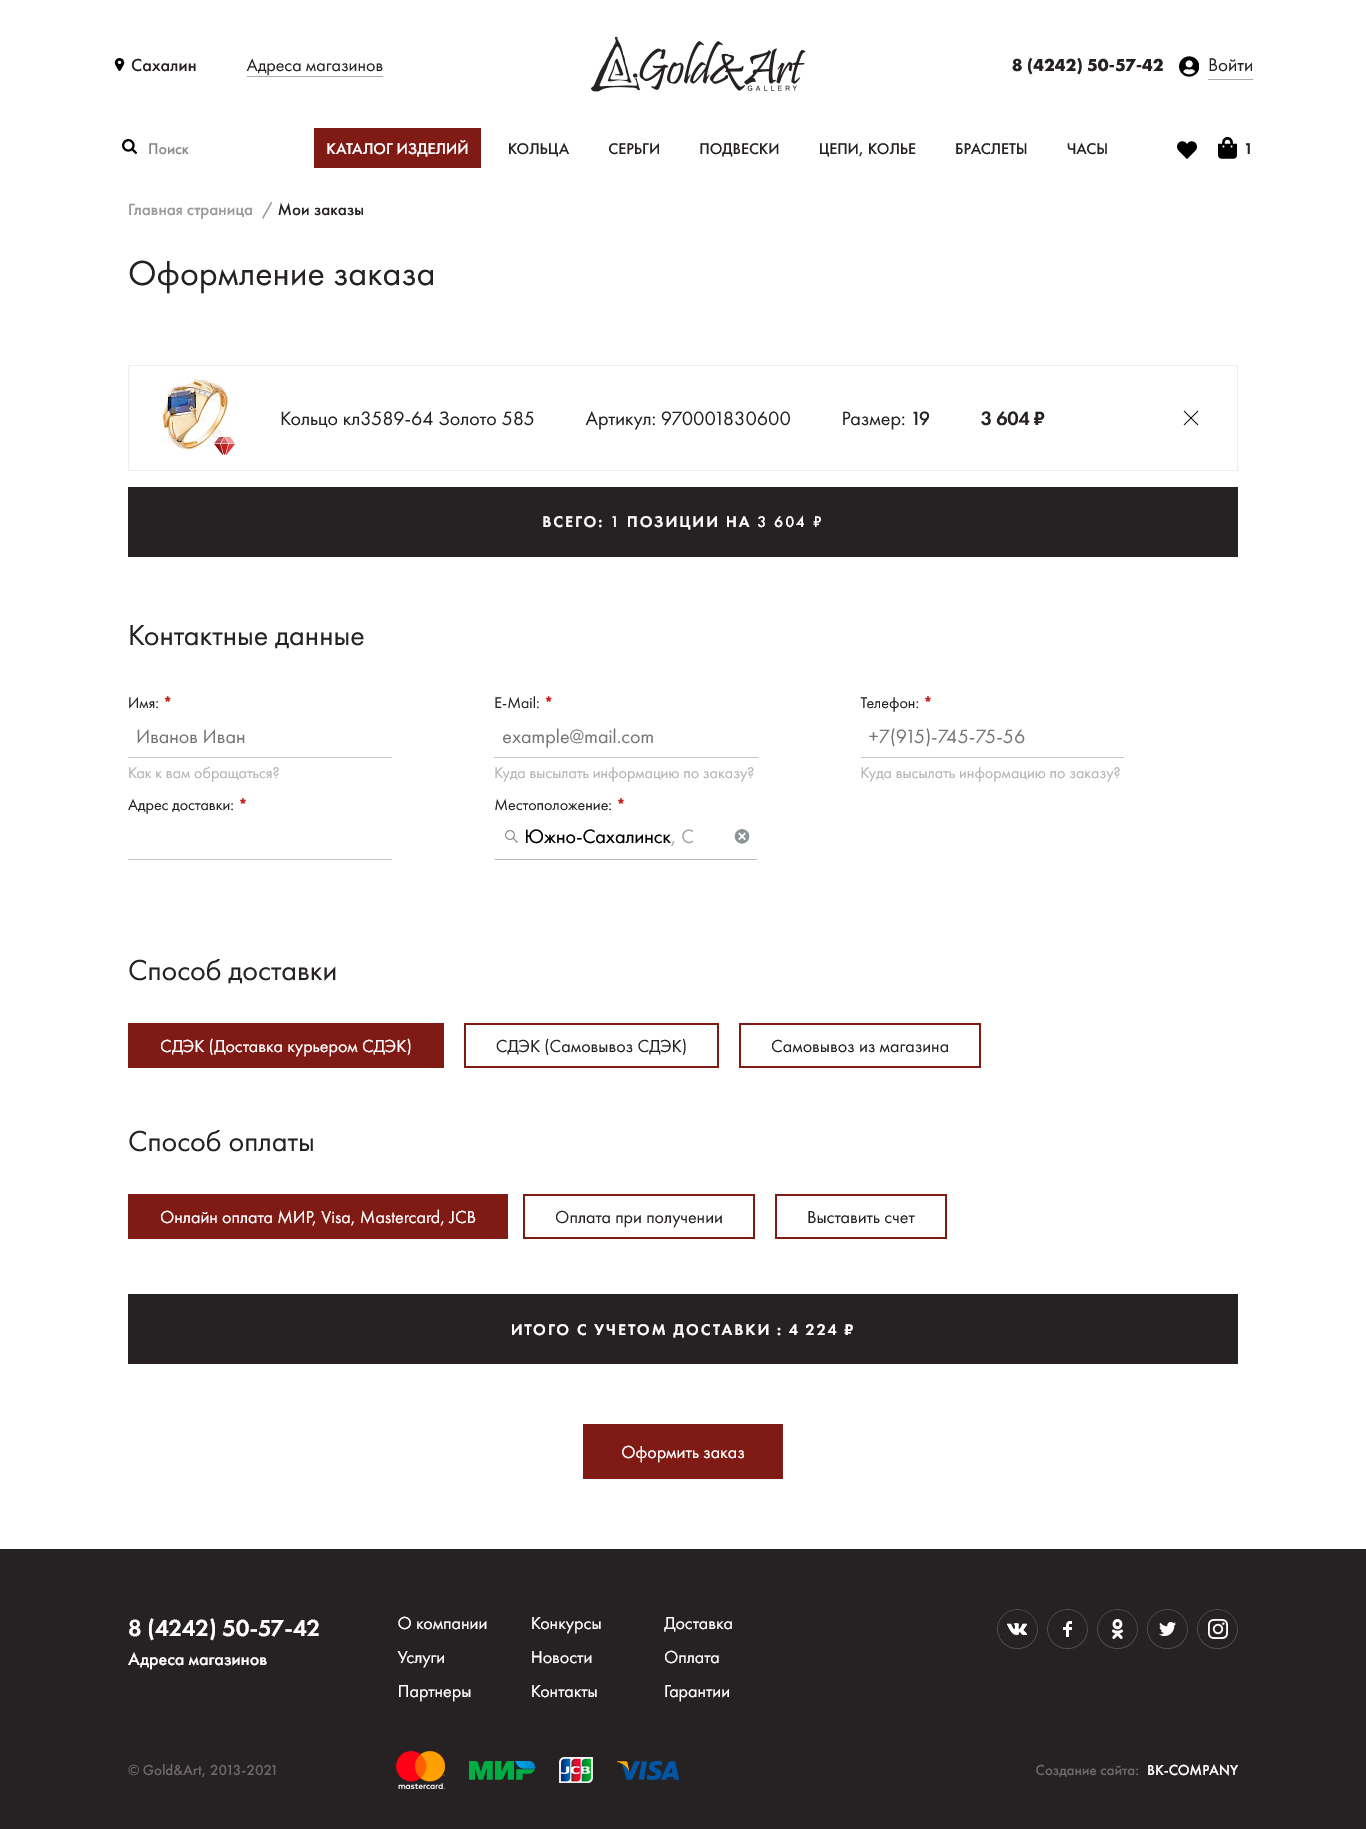 Сахалин
Адреса магазинов
Gold&Art
GALLERY
8 (4242) 50-57-42
Войти
Поиск
КАТАЛОГ ИЗДЕЛИЙ
КОЛЬЦА
СЕРЬГИ
ПОДВЕСКИ
ЦЕПИ, КОЛЬЕ
БРАСЛЕТЫ
ЧАСЫ
1
Главная страница / Мои заказы
Оформление заказа
Кольцо кл3589-64 Золото 585
Артикул: 970001830600
Размер: 19
3 604 ₽
ВСЕГО: 1 ПОЗИЦИИ НА 3 604 ₽
Контактные данные
Имя: *
Иванов Иван
Как к вам обращаться?
E-Mail: *
example@mail.com
Куда высылать информацию по заказу?
Телефон: *
+7(915)-745-75-56
Куда высылать информацию по заказу?
Адрес доставки: *
Местоположение: *
Южно-Сахалинск, С
Способ доставки
СДЭК (Доставка курьером СДЭК)
СДЭК (Самовывоз СДЭК)
Самовывоз из магазина
Способ оплаты
Онлайн оплата МИР, Visa, Mastercard, JCB
Оплата при получении
Выставить счет
ИТОГО С УЧЕТОМ ДОСТАВКИ : 4 224 ₽
Оформить заказ
8 (4242) 50-57-42
Адреса магазинов
О компании
Услуги
Партнеры
Конкурсы
Новости
Контакты
Доставка
Оплата
Гарантии
© Gold&Art, 2013-2021
mastercard.
МИР
JCB
VISA
Создание сайта: BK-COMPANY